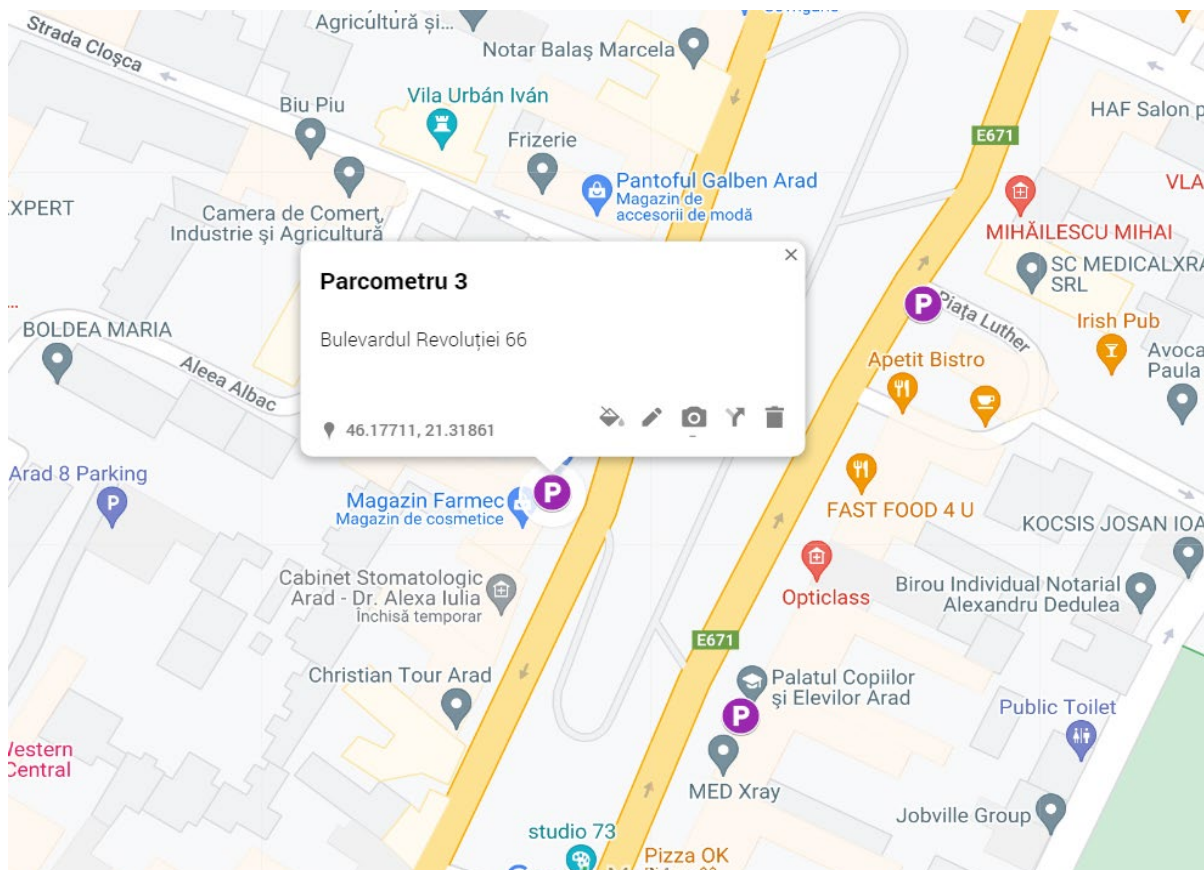 Agricultură și...
Strada Cloșca
Notar Balaș Marcela
Vila Urbán Iván
Biu Piu
Frizerie
HAF Salon p
E671
Pantoful Galben Arad
Magazin de
accesorii de modă
VLA
XPERT
Camera de Comerț,
Industrie și Agricultură
MIHĂILESCU MIHAI
SC MEDICALXRA
SRL
Parcometru 3
Bulevardul Revoluției 66
46.17711, 21.31861
P
Piața Luther
Irish Pub
BOLDEA MARIA
Aleea Albac
Apetit Bistro
Avoca
Paula
Arad 8 Parking
P
Magazin Farmec
Magazin de cosmetice
P
FAST FOOD 4 U
KOCSIS JOSAN IOA
Cabinet Stomatologic
Arad - Dr. Alexa Iulia
Închisă temporar
Opticlass
Birou Individual Notarial
Alexandru Dedulea
E671
Christian Tour Arad
Palatul Copiilor
și Elevilor Arad
P
Public Toilet
Western
Central
MED Xray
Jobville Group
studio 73
Pizza OK